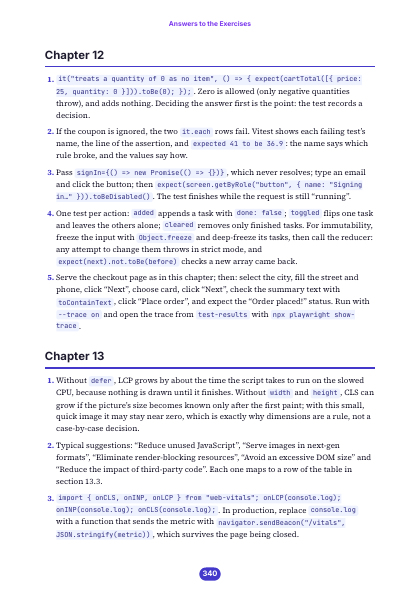 Answers to the Exercises
Chapter 12
1. it("treats a quantity of 0 as no item", () => { expect(cartTotal([{ price:
25, quantity: 0 }])).toBe(0); }); . Zero is allowed (only negative quantities
throw), and adds nothing. Deciding the answer first is the point: the test records a
decision.
2. If the coupon is ignored, the two it.each rows fail. Vitest shows each failing test’s
name, the line of the assertion, and expected 41 to be 36.9 : the name says which
rule broke, and the values say how.
3. Pass signIn={() => new Promise(() => {})} , which never resolves; type an email
and click the button; then expect(screen.getByRole("button", { name: "Signing
in…" })).toBeDisabled() . The test finishes while the request is still “running”.
4. One test per action: added appends a task with done: false ; toggled flips one task
and leaves the others alone; cleared removes only finished tasks. For immutability,
freeze the input with Object.freeze and deep-freeze its tasks, then call the reducer:
any attempt to change them throws in strict mode, and
expect(next).not.toBe(before) checks a new array came back.
5. Serve the checkout page as in this chapter; then: select the city, fill the street and
phone, click “Next”, choose card, click “Next”, check the summary text with
toContainText , click “Place order”, and expect the “Order placed!” status. Run with
--trace on and open the trace from test-results with npx playwright show-
trace .
Chapter 13
1. Without defer , LCP grows by about the time the script takes to run on the slowed
CPU, because nothing is drawn until it finishes. Without width and height , CLS can
grow if the picture’s size becomes known only after the first paint; with this small,
quick image it may stay near zero, which is exactly why dimensions are a rule, not a
case-by-case decision.
2. Typical suggestions: “Reduce unused JavaScript”, “Serve images in next-gen
formats”, “Eliminate render-blocking resources”, “Avoid an excessive DOM size” and
“Reduce the impact of third-party code”. Each one maps to a row of the table in
section 13.3.
3. import { onCLS, onINP, onLCP } from "web-vitals"; onLCP(console.log);
onINP(console.log); onCLS(console.log); . In production, replace console.log
with a function that sends the metric with navigator.sendBeacon("/vitals",
JSON.stringify(metric)) , which survives the page being closed.
340